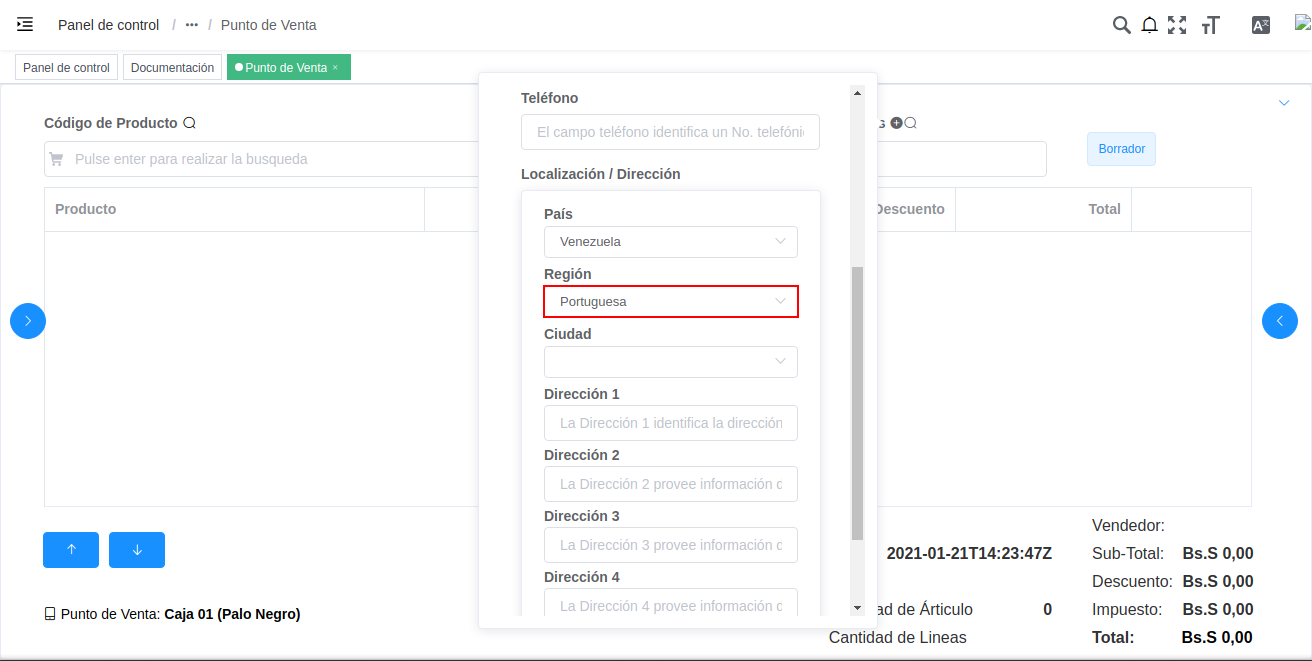 Panel de control / ••• / Punto de Venta
Panel de control
Documentación
Punto de Venta ×
Código de Producto
Pulse enter para realizar la busqueda
Producto
Teléfono
El campo teléfono identifica un No. telefóni
Localización / Dirección
País
Venezuela
Región
Portuguesa
Ciudad
Dirección 1
La Dirección 1 identifica la dirección
Dirección 2
La Dirección 2 provee información d
Dirección 3
La Dirección 3 provee información d
Dirección 4
La Dirección 4 provee información d
s
Borrador
Descuento
Total
2021-01-21T14:23:47Z
ad de Árticulo 0
Cantidad de Lineas
Vendedor:
Sub-Total: Bs.S 0,00
Descuento: Bs.S 0,00
Impuesto: Bs.S 0,00
Total: Bs.S 0,00
Punto de Venta: Caja 01 (Palo Negro)